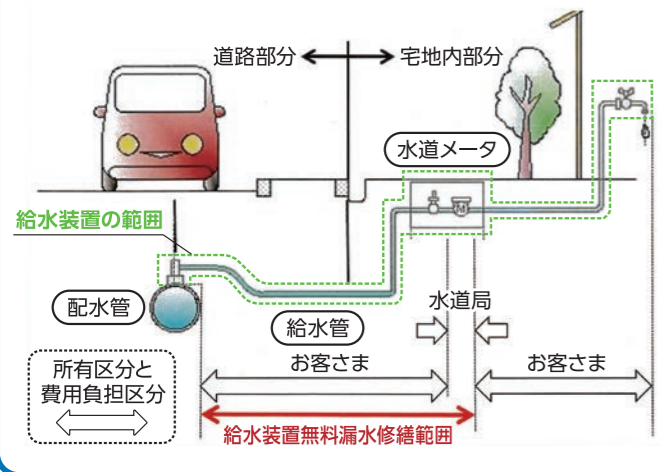 道路部分
宅地内部分
水道メータ
給水装置の範囲
M
配水管
給水管
水道局
お客さま
お客さま
所有区分と
費用負担区分
給水装置無料漏水修繕範囲